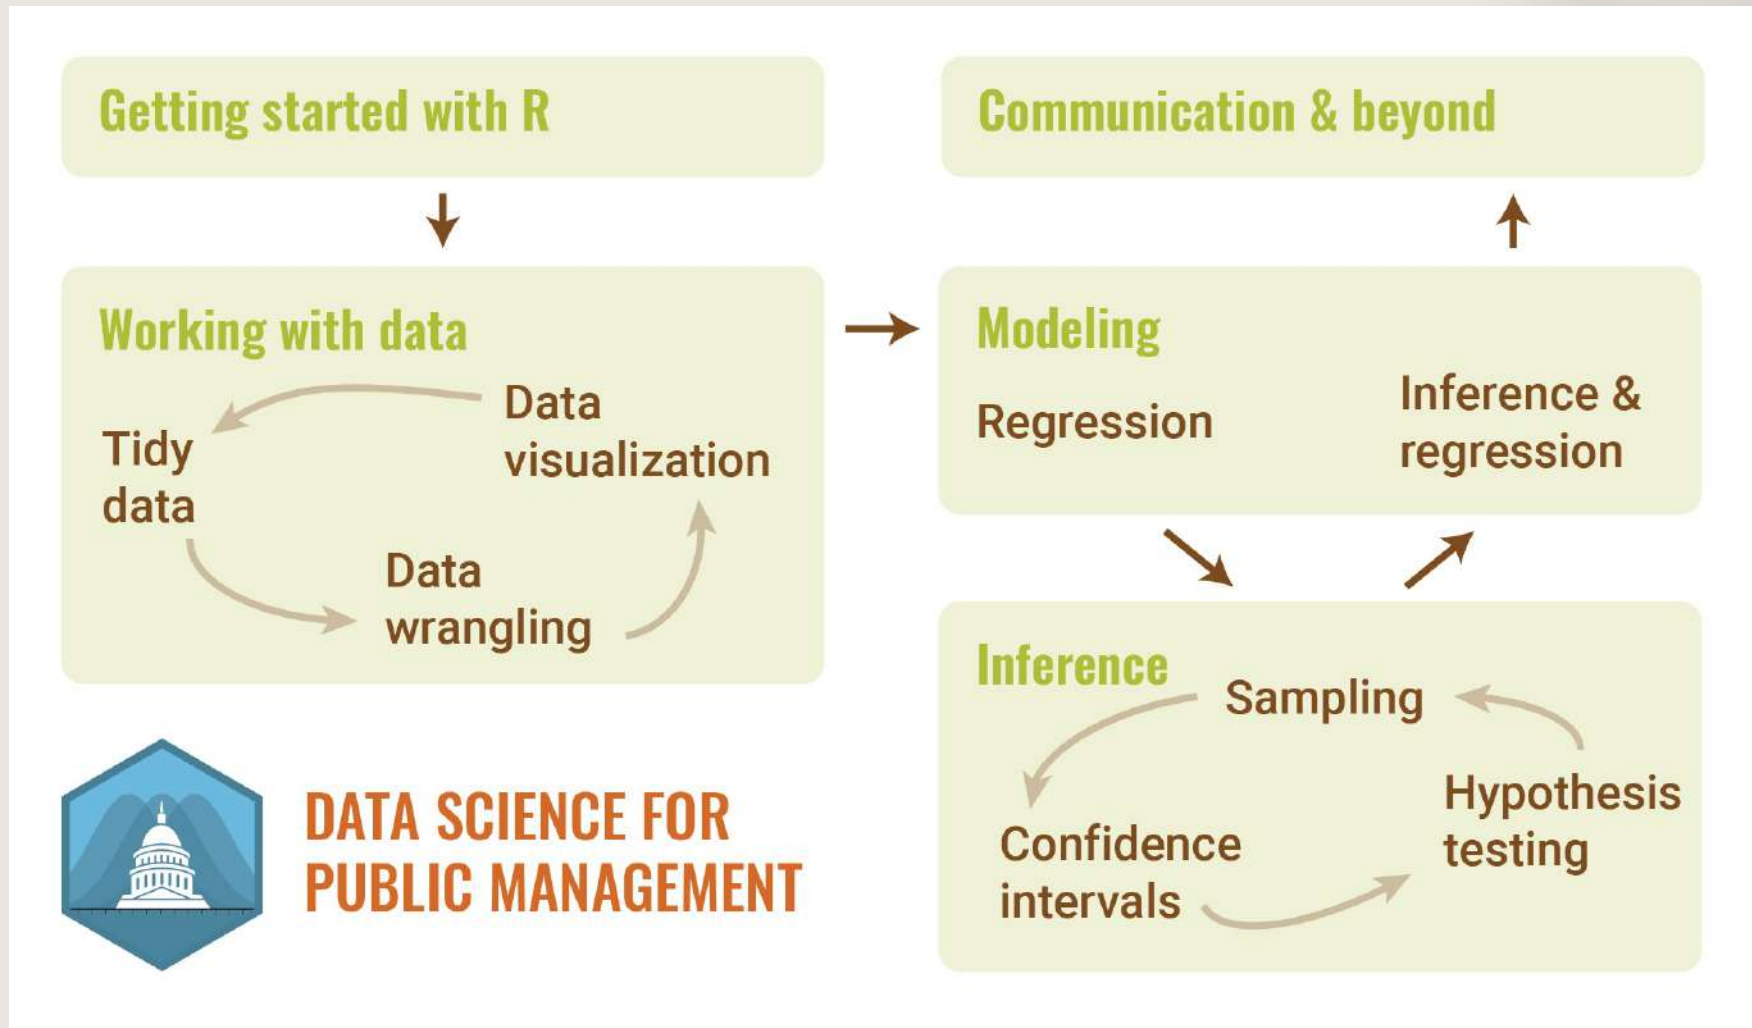 Getting started with R
Working with data
Data
visualization
Tidy
data
Data
wrangling
DATA SCIENCE FOR
PUBLIC MANAGEMENT
Communication & beyond
Modeling
Regression
Inference &
regression
Inference
Sampling
Hypothesis
testing
Confidence
intervals